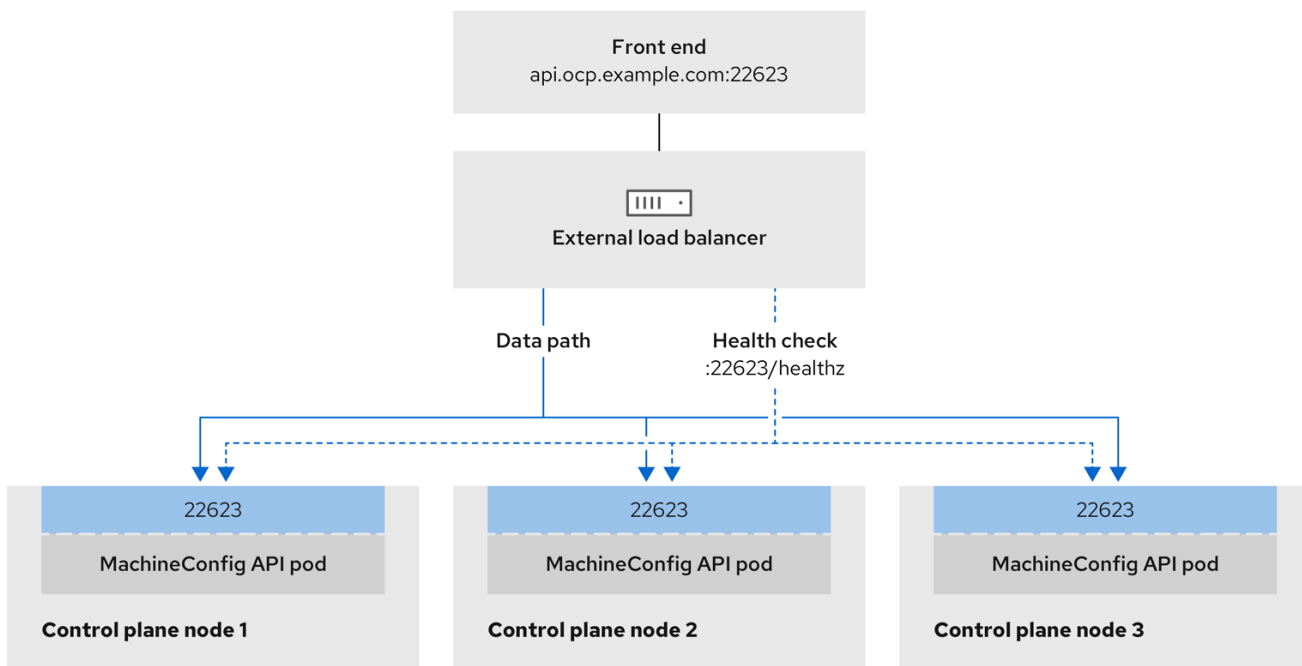 Front end
api.ocp.example.com:22623
External load balancer
Data path
Health check
:22623/healthz
22623
22623
22623
MachineConfig API pod
MachineConfig API pod
MachineConfig API pod
Control plane node 1
Control plane node 2
Control plane node 3